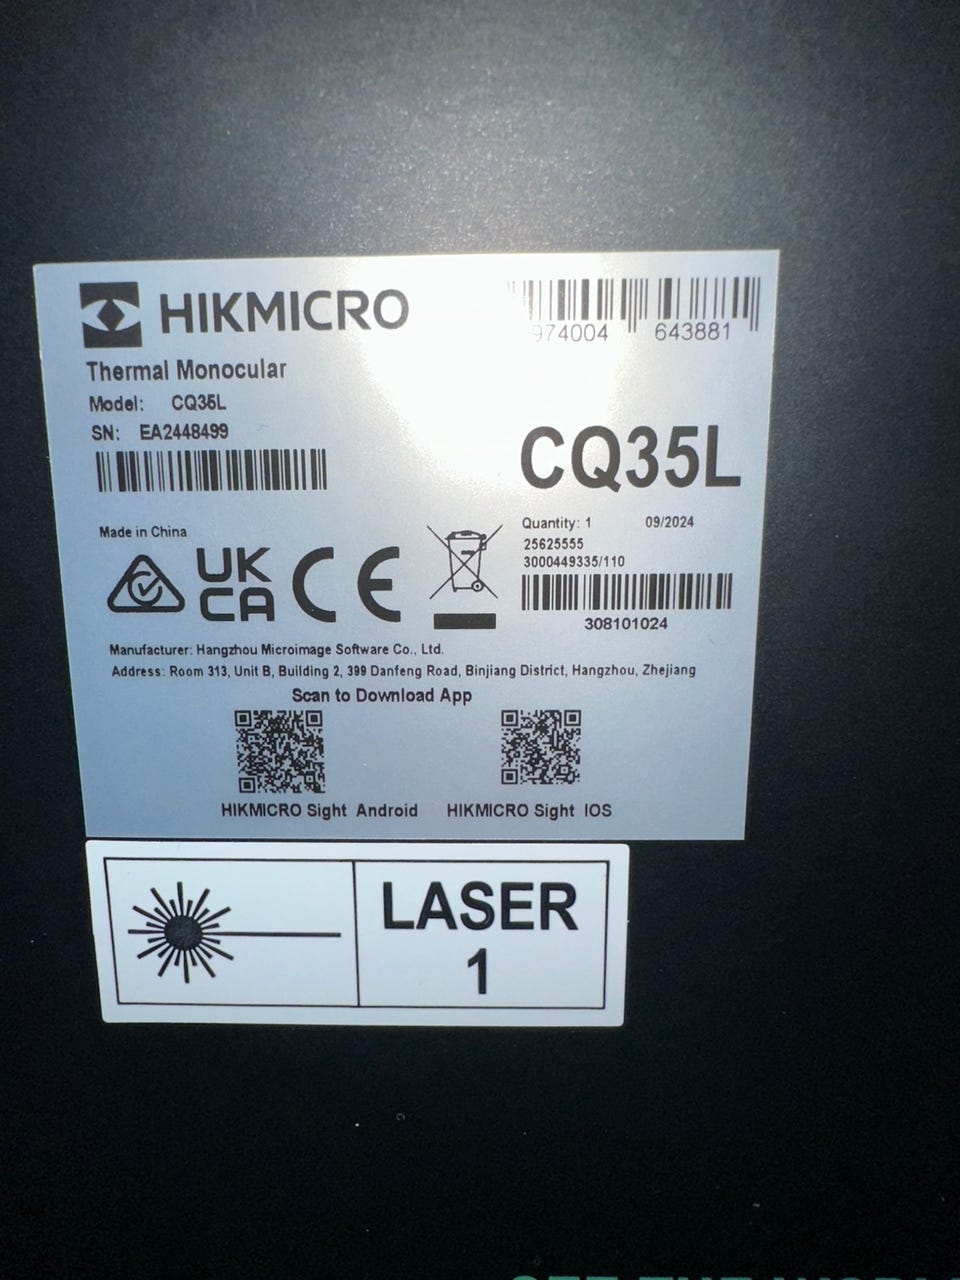 HIKMICRO
974004 643881
Thermal Monocular
Model: CQ35L
SN: EA2448499
CQ35L
Made in China
Quantity: 1 09/2024
25625555
3000449335/110
308101024
UK
CA
CE
Manufacturer: Hangzhou Microimage Software Co., Ltd.
Address: Room 313, Unit B, Building 2, 399 Danfeng Road, Binjiang District, Hangzhou, Zhejiang
Scan to Download App
HIKMICRO Sight Android HIKMICRO Sight IOS
LASER
1